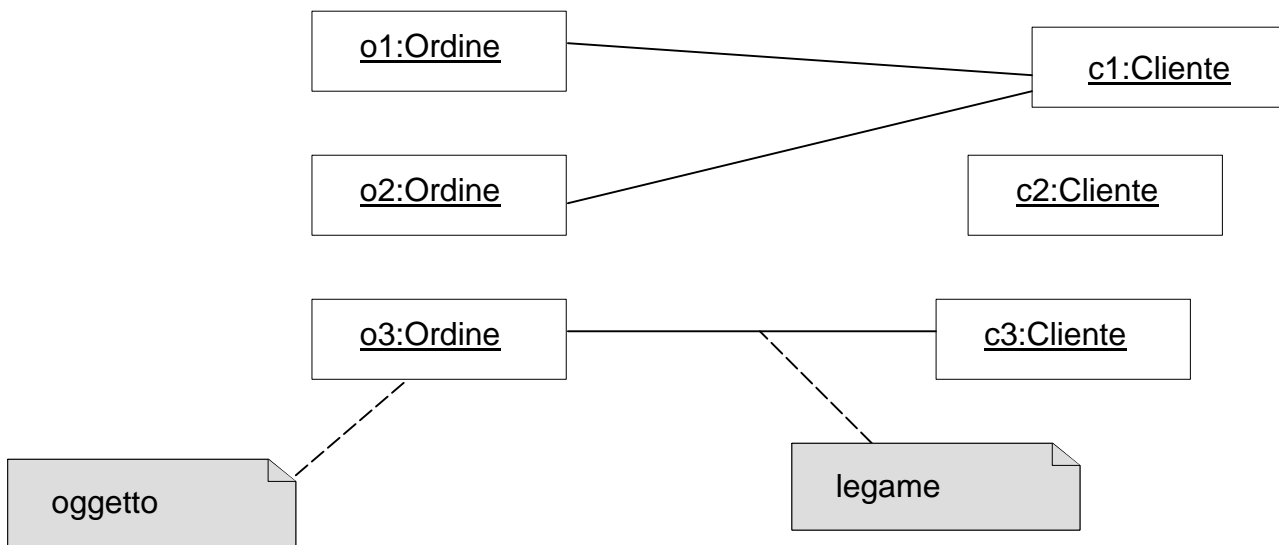 o1:Ordine
c1:Cliente
o2:Ordine
c2:Cliente
o3:Ordine
c3:Cliente
oggetto
legame